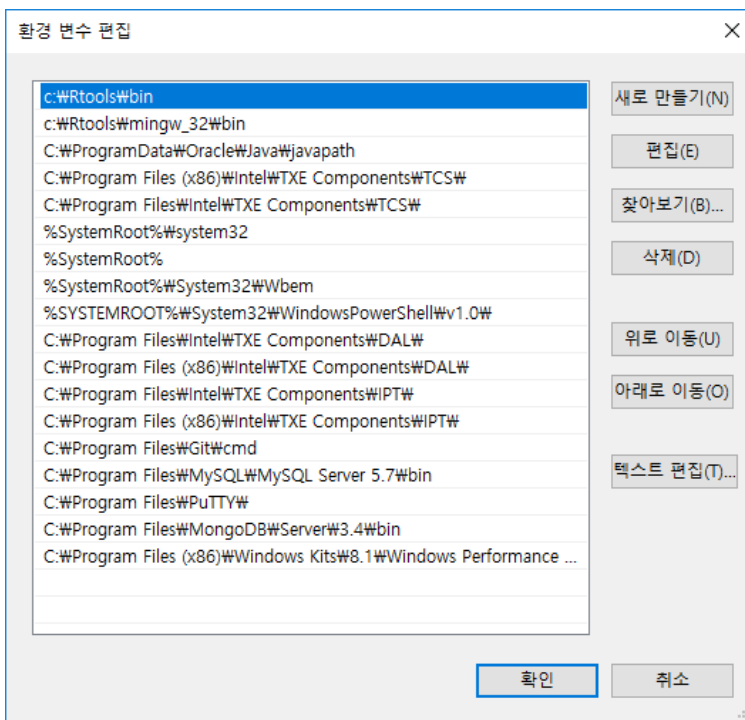 환경 변수 편집
c:₩Rtools₩bin
c:₩Rtools₩mingw_32₩bin
C:₩ProgramData₩Oracle₩Java₩javapath
C:₩Program Files (x86)₩Intel₩TXE Components₩TCS₩
C:₩Program Files₩Intel₩TXE Components₩TCS₩
%SystemRoot%₩system32
%SystemRoot%
%SystemRoot%₩System32₩Wbem
%SYSTEMROOT%₩System32₩WindowsPowerShell₩v1.0₩
C:₩Program Files₩Intel₩TXE Components₩DAL₩
C:₩Program Files (x86)₩Intel₩TXE Components₩DAL₩
C:₩Program Files₩Intel₩TXE Components₩IPT₩
C:₩Program Files (x86)₩Intel₩TXE Components₩IPT₩
C:₩Program Files₩Git₩cmd
C:₩Program Files₩MySQL₩MySQL Server 5.7₩bin
C:₩Program Files₩PuTTY₩
C:₩Program Files₩MongoDB₩Server₩3.4₩bin
C:₩Program Files (x86)₩Windows Kits₩8.1₩Windows Performance ...
새로 만들기(N)
편집(E)
찾아보기(B)...
삭제(D)
위로 이동(U)
아래로 이동(O)
텍스트 편집(T)...
확인
취소